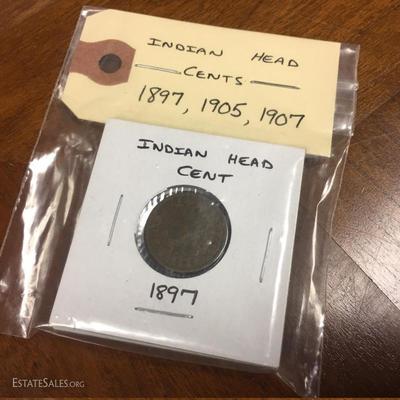 INDIAN HEAD
— CENTS —
1897, 1905, 1907
INDIAN HEAD
CENT
1897
ESTATESALES.ORG